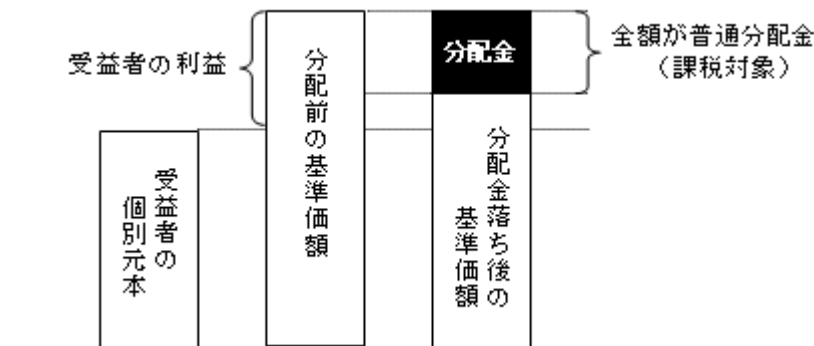 受益者の利益
分配前の基準価額
分配金
全額が普通分配金
（課税対象）
受益者の
個別元本
分配金落ち後の
基準価額